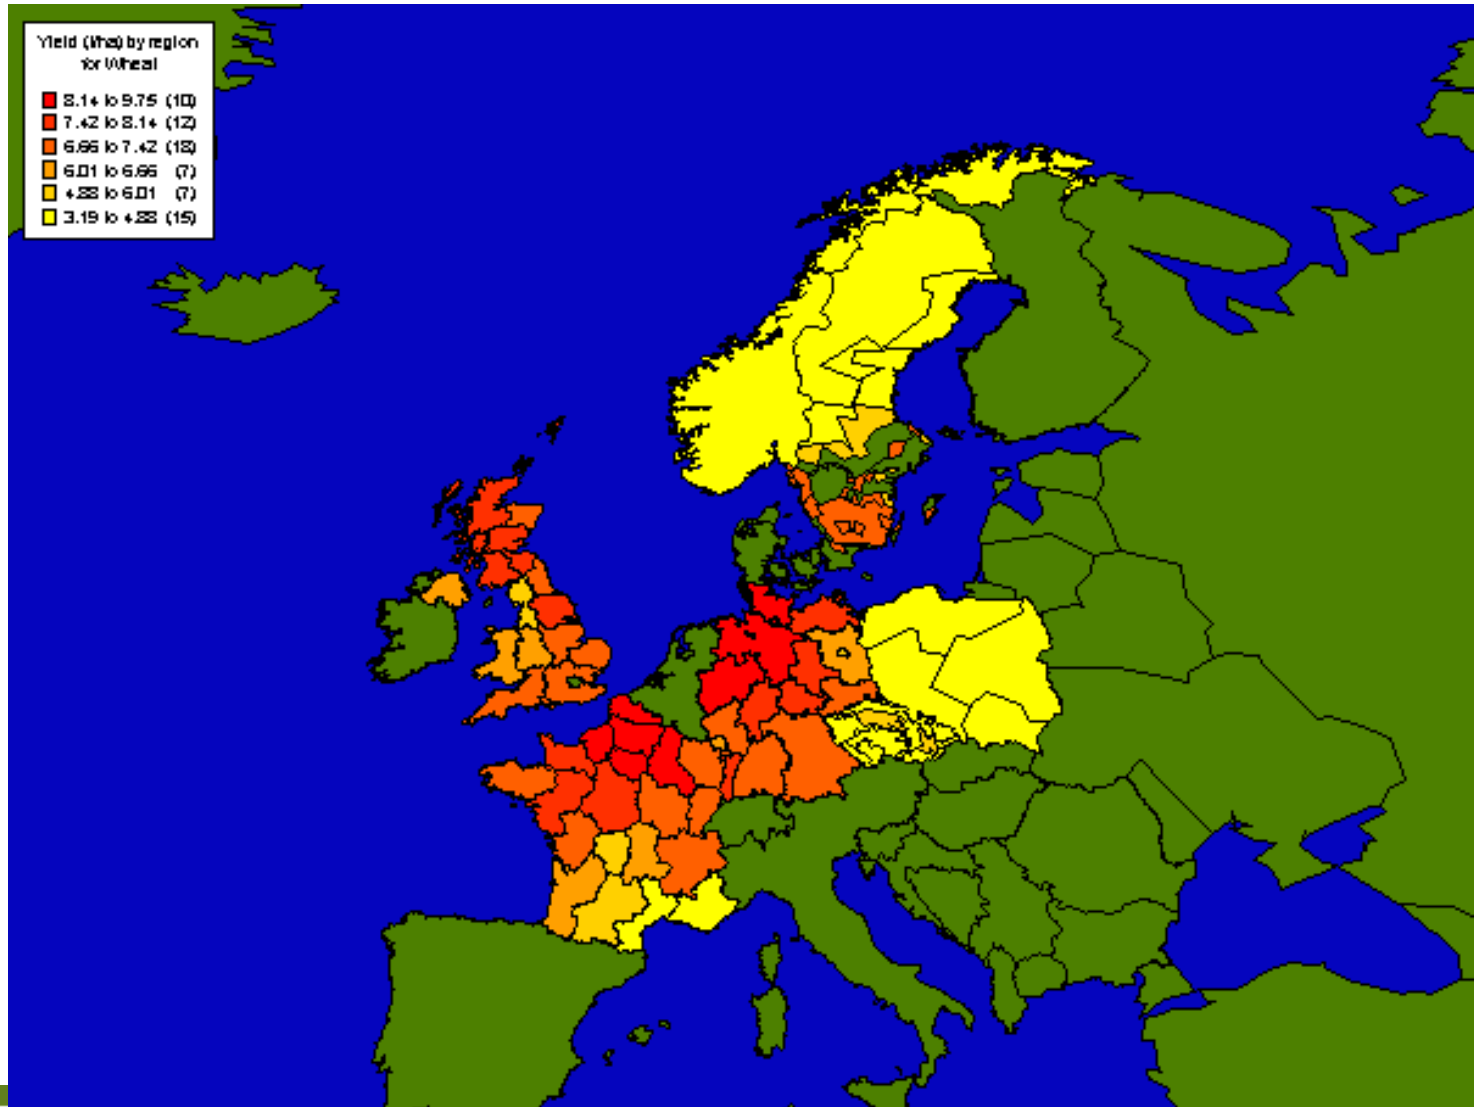 Yield (t/ha) by region
for Wheat
8.14 to 9.75 (10)
7.42 to 8.14 (12)
6.66 to 7.42 (18)
6.01 to 6.66 (7)
4.88 to 6.01 (7)
3.19 to 4.88 (15)